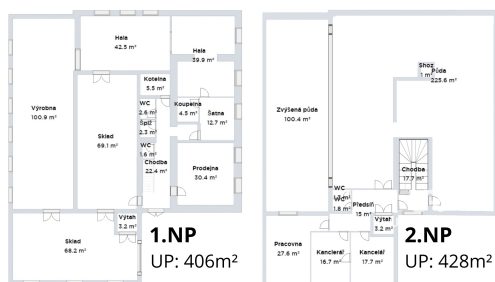 Hala
42.5 m²
Hala
39.9 m²
Výrobna
100.9 m²
Kotelna
5.5 m²
WC
2.6 m²
Spíž
2.3 m²
Koupelna
4.5 m²
Šatna
12.7 m²
Sklad
69.1 m²
WC
1.6 m²
Chodba
22.4 m²
Prodejna
30.4 m²
Výtah
3.2 m²
Sklad
68.2 m²
1.NP
UP: 406m²
Zvýšená půda
100.4 m²
Shoz
1 m²
Půda
225.6 m²
Chodba
17.7 m²
WC
WC
1.8 m²
Předsíň
15 m²
Výtah
3.2 m²
Pracovna
27.6 m²
Kancelář
16.7 m²
Kancelář
17.7 m²
2.NP
UP: 428m²